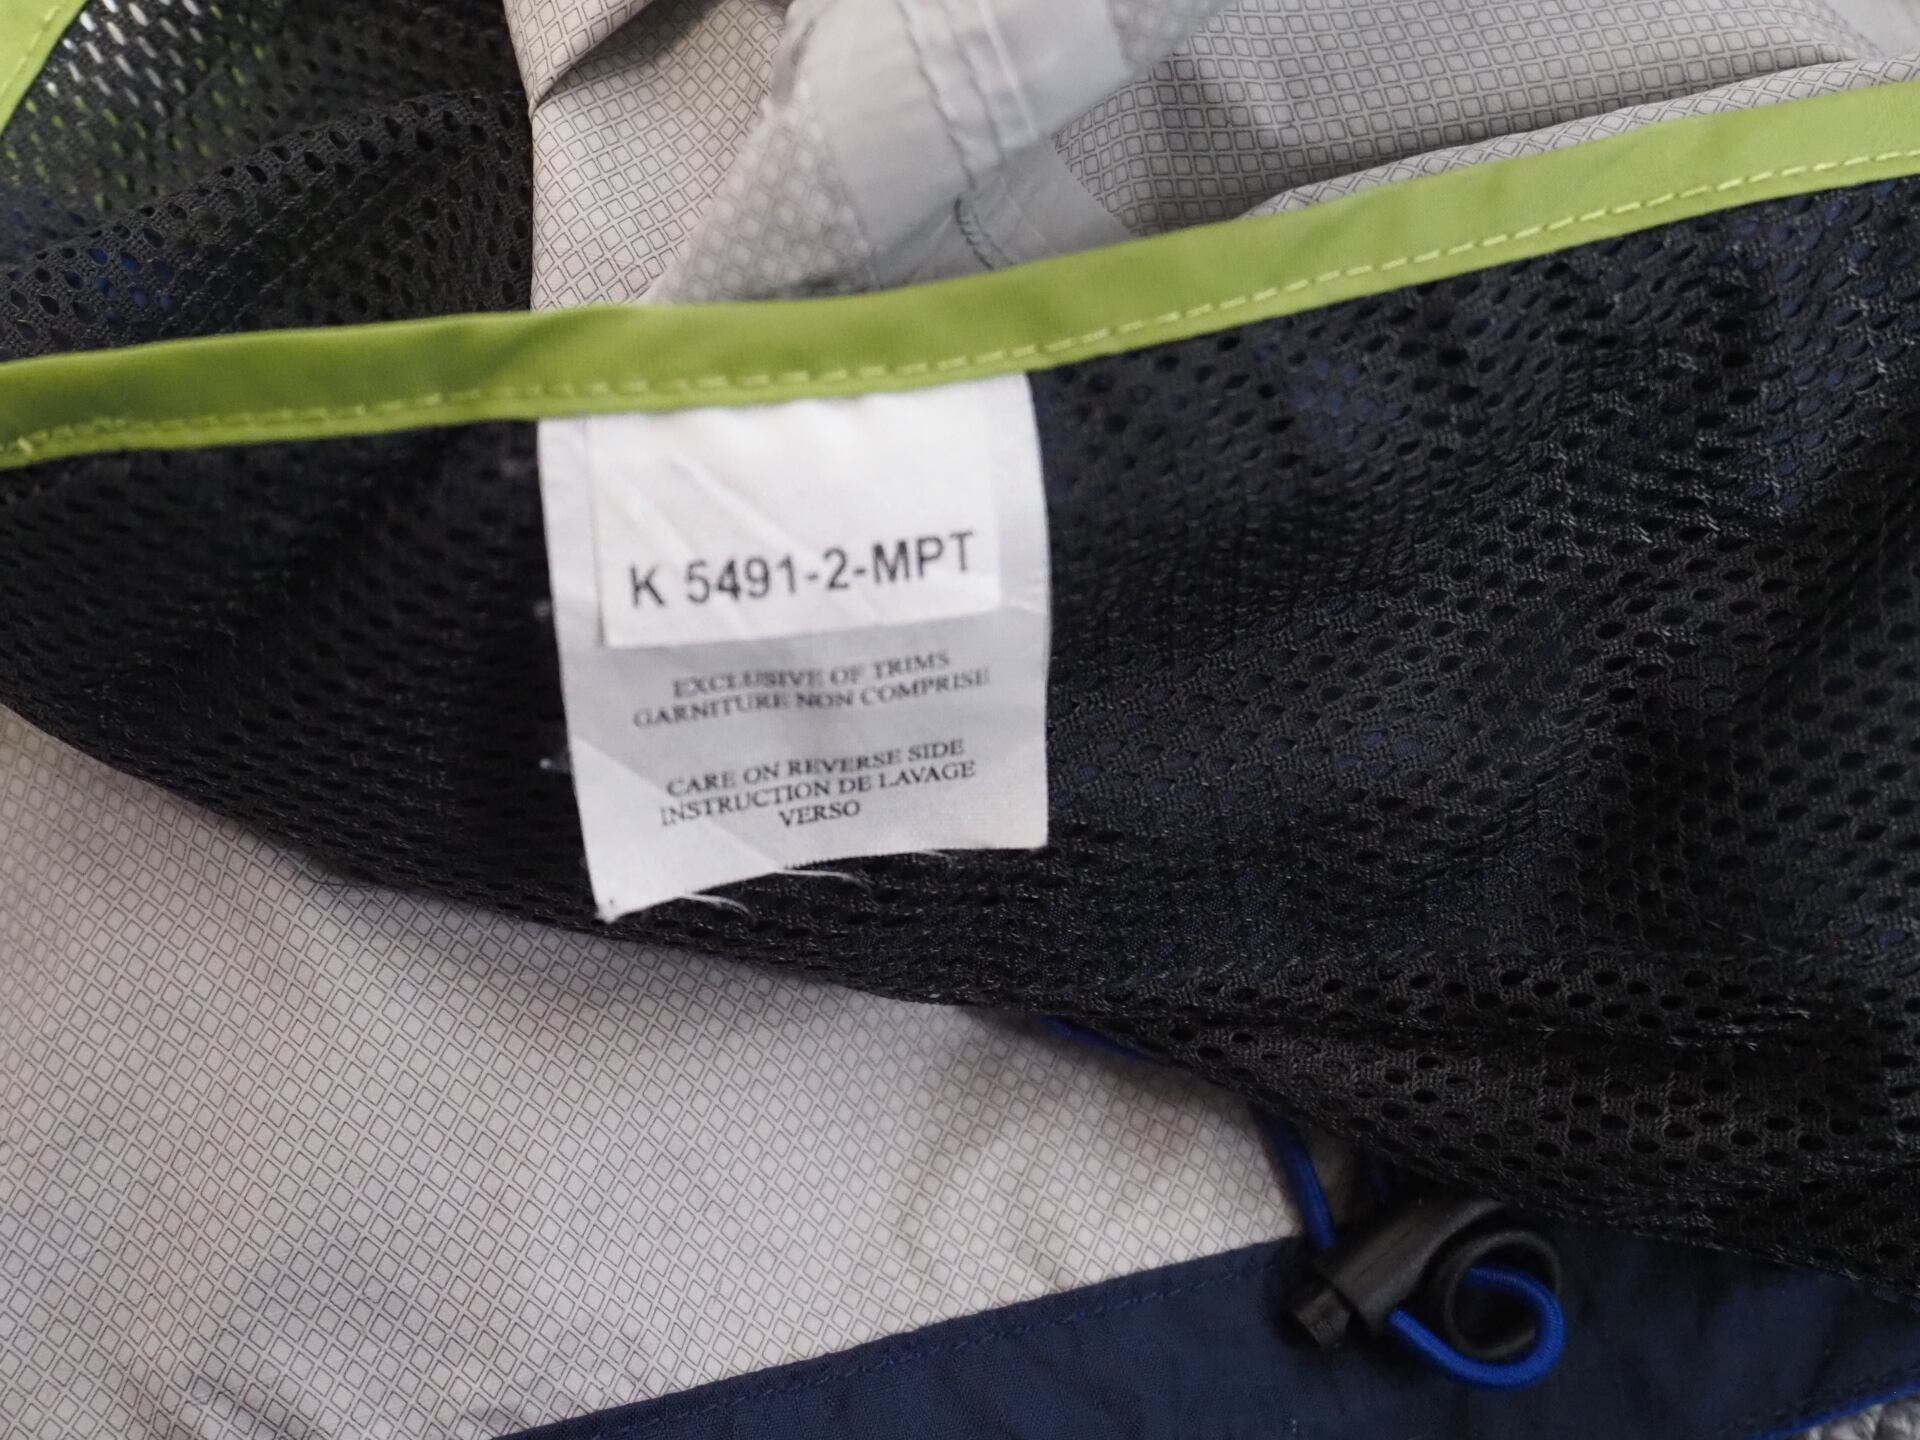 K 5491-2-MPT
EXCLUSIVE OF TRIMS
GARNITURE NON COMPRISE
CARE ON REVERSE SIDE
INSTRUCTION DE LAVAGE
VERSO